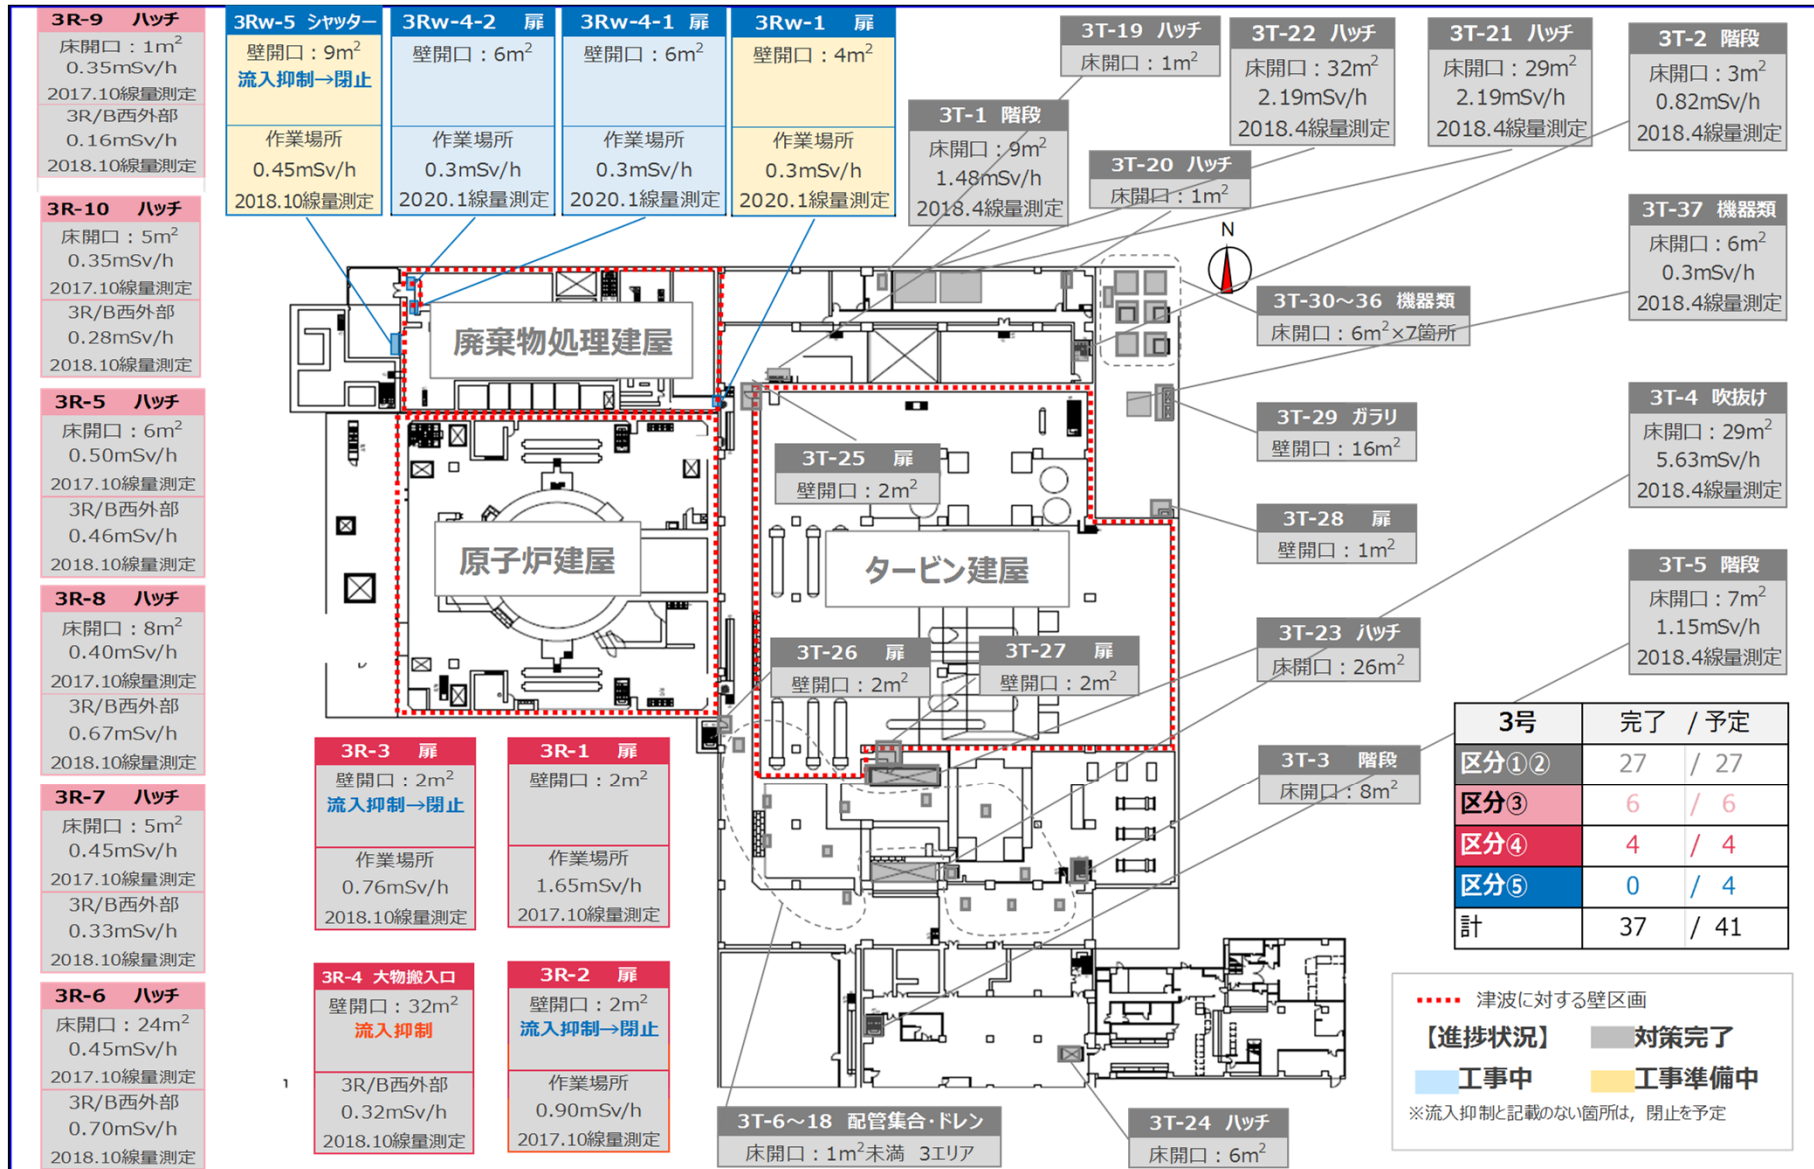 3R-9 ハッチ
床開口：1m²
0.35mSv/h
2017.10線量測定
3R/B西外部
0.16mSv/h
2018.10線量測定
3R-10 ハッチ
床開口：5m²
0.35mSv/h
2017.10線量測定
3R/B西外部
0.28mSv/h
2018.10線量測定
3R-5 ハッチ
床開口：6m²
0.50mSv/h
2017.10線量測定
3R/B西外部
0.46mSv/h
2018.10線量測定
3R-8 ハッチ
床開口：8m²
0.40mSv/h
2017.10線量測定
3R/B西外部
0.67mSv/h
2018.10線量測定
3R-7 ハッチ
床開口：5m²
0.45mSv/h
2017.10線量測定
3R/B西外部
0.33mSv/h
2018.10線量測定
3R-6 ハッチ
床開口：24m²
0.45mSv/h
2017.10線量測定
3R/B西外部
0.70mSv/h
2018.10線量測定
3Rw-5 シャッター
壁開口：9m²
流入抑制→閉止
作業場所
0.45mSv/h
2018.10線量測定
3Rw-4-2 扉
壁開口：6m²
作業場所
0.3mSv/h
2020.1線量測定
3Rw-4-1 扉
壁開口：6m²
作業場所
0.3mSv/h
2020.1線量測定
3Rw-1 扉
壁開口：4m²
作業場所
0.3mSv/h
2020.1線量測定
3T-1 階段
床開口：9m²
1.48mSv/h
2018.4線量測定
3T-19 ハッチ
床開口：1m²
3T-20 ハッチ
床開口：1m²
3T-22 ハッチ
床開口：32m²
2.19mSv/h
2018.4線量測定
3T-21 ハッチ
床開口：29m²
2.19mSv/h
2018.4線量測定
3T-2 階段
床開口：3m²
0.82mSv/h
2018.4線量測定
3T-37 機器類
床開口：6m²
0.3mSv/h
2018.4線量測定
N
3T-30～36 機器類
床開口：6m²×7箇所
3T-29 ガラリ
壁開口：16m²
3T-4 吹抜け
床開口：29m²
5.63mSv/h
2018.4線量測定
3T-28 扉
壁開口：1m²
3T-5 階段
床開口：7m²
1.15mSv/h
2018.4線量測定
3T-23 ハッチ
床開口：26m²
3T-3 階段
床開口：8m²
廃棄物処理建屋
原子炉建屋
タービン建屋
3T-25 扉
壁開口：2m²
3T-26 扉
壁開口：2m²
3T-27 扉
壁開口：2m²
3R-3 扉
壁開口：2m²
流入抑制→閉止
作業場所
0.76mSv/h
2018.10線量測定
3R-1 扉
壁開口：2m²
作業場所
1.65mSv/h
2017.10線量測定
3R-4 大物搬入口
壁開口：32m²
流入抑制
3R/B西外部
0.32mSv/h
2018.10線量測定
3R-2 扉
壁開口：2m²
流入抑制→閉止
作業場所
0.90mSv/h
2017.10線量測定
3T-6～18 配管集合・ドレン
床開口：1m²未満 3エリア
3T-24 ハッチ
床開口：6m²
3号 完了 / 予定
区分①② 27 / 27
区分③ 6 / 6
区分④ 4 / 4
区分⑤ 0 / 4
計 37 / 41
津波に対する壁区画
【進捗状況】 対策完了
工事中 工事準備中
※流入抑制と記載のない箇所は，閉止を予定